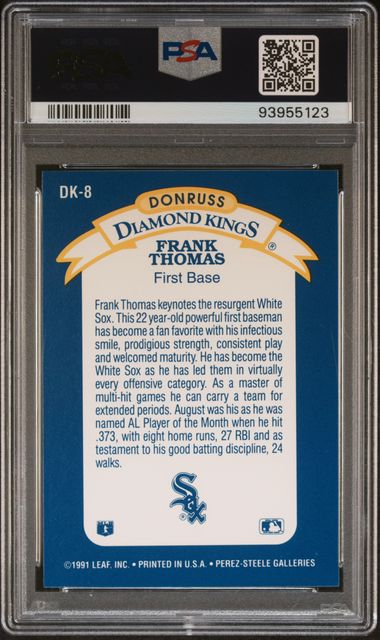 PSA
93955123
DK-8
DONRUSS
DIAMOND KINGS
®
FRANK
THOMAS
First Base
Frank Thomas keynotes the resurgent White
Sox. This 22 year-old powerful first baseman
has become a fan favorite with his infectious
smile, prodigious strength, consistent play
and welcomed maturity. He has become the
White Sox as he has led them in virtually
every offensive category. As a master of
multi-hit games he can carry a team for
extended periods. August was his as he was
named AL Player of the Month when he hit
.373, with eight home runs, 27 RBI and as
testament to his good batting discipline, 24
walks.
Sox
®
©1991 LEAF, INC. • PRINTED IN U.S.A. • PEREZ-STEELE GALLERIES